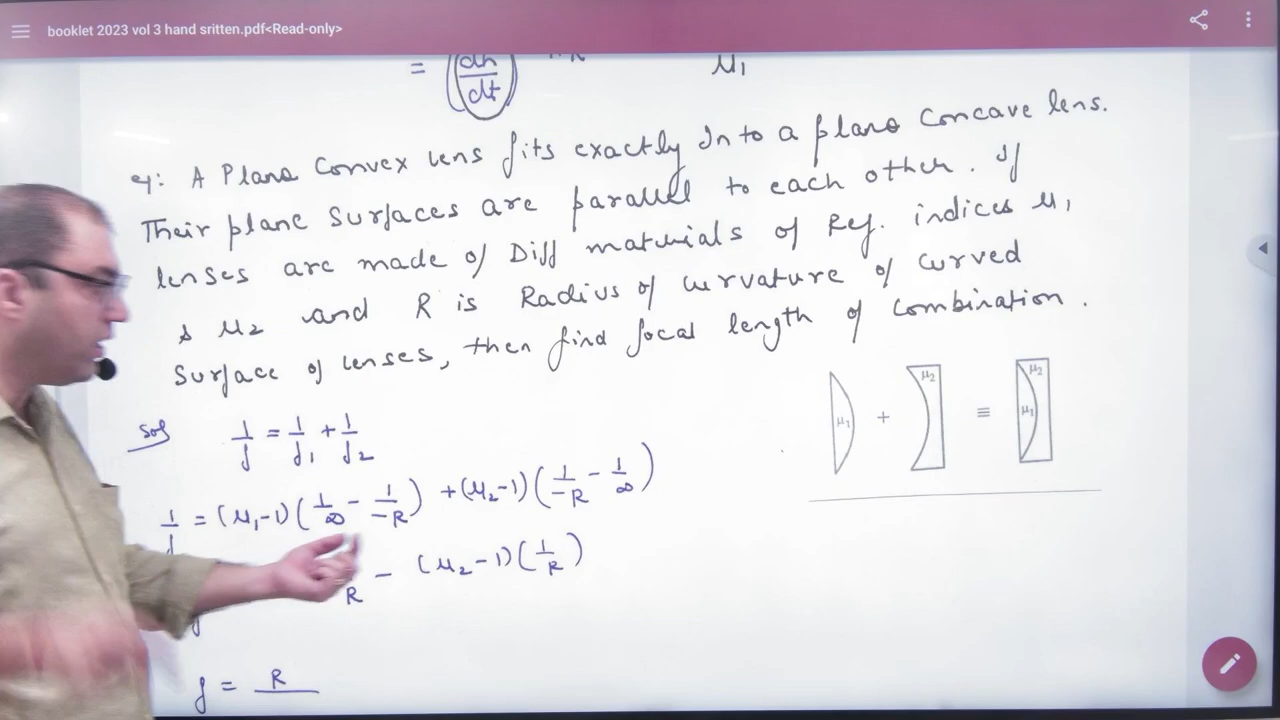 booklet 2023 vol 3 hand sritten.pdf<Read-only>
= (dh/dt) μ1
eg: A Plano Convex lens fits exactly Into a plano Concave lens.
Their plane surfaces are parallel to each other. If
lenses are made of Diff materials of Ref. indices μ1
& μ2 and R is Radius of curvature of curved
surface of lenses, then find focal length of combination.
μ1 + μ2 ≡ μ2 μ1
Sol 1/f = 1/f1 + 1/f2
1/f = (μ1-1)(1/∞ - 1/-R) + (μ2-1)(1/-R - 1/∞)
R - (μ2-1)(1/R)
f = R